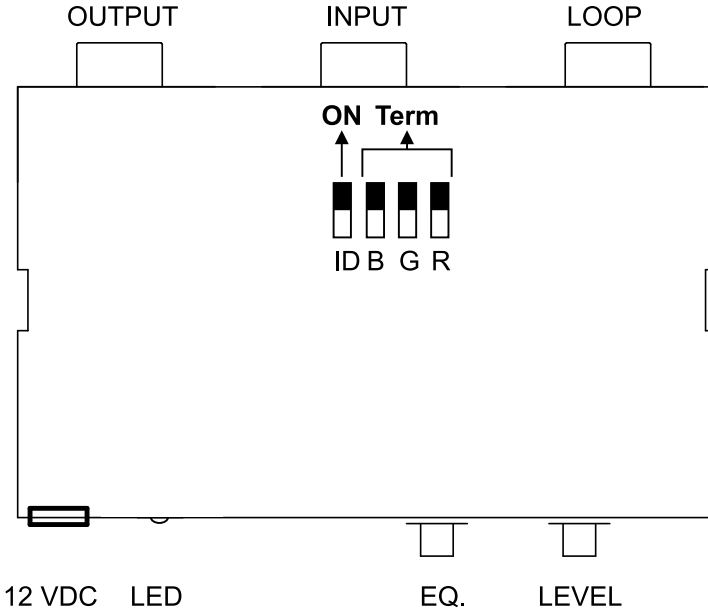 OUTPUT INPUT LOOP
ON Term
ID B G R
12 VDC LED EQ. LEVEL